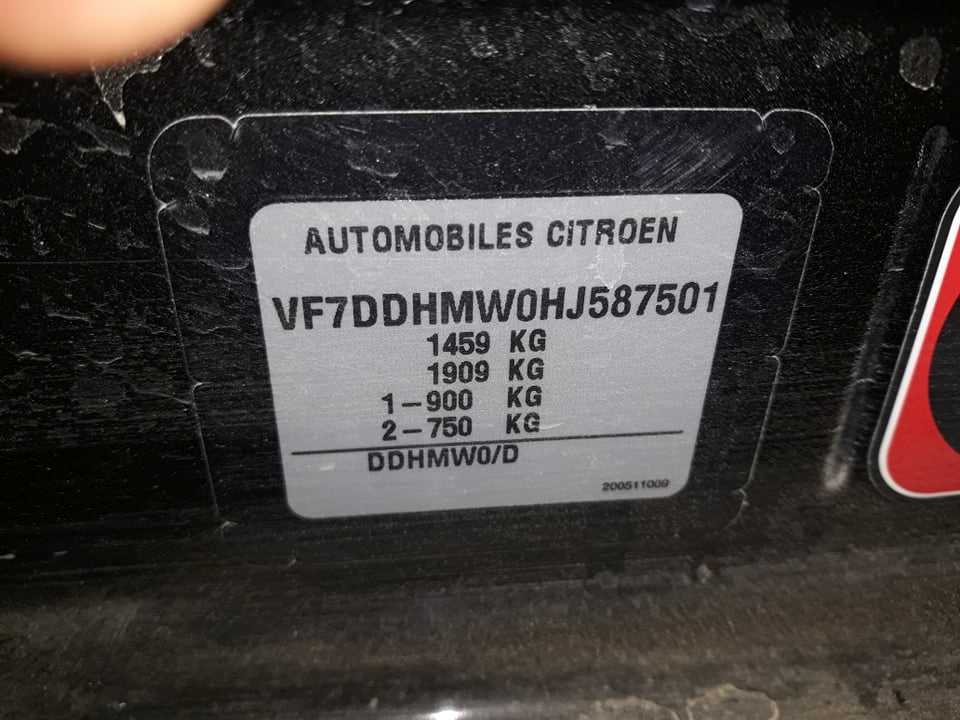 AUTOMOBILES CITROEN
VF7DDHMW0HJ587501
1459 KG
1909 KG
1-900 KG
2-750 KG
DDHMW0/D
200511009